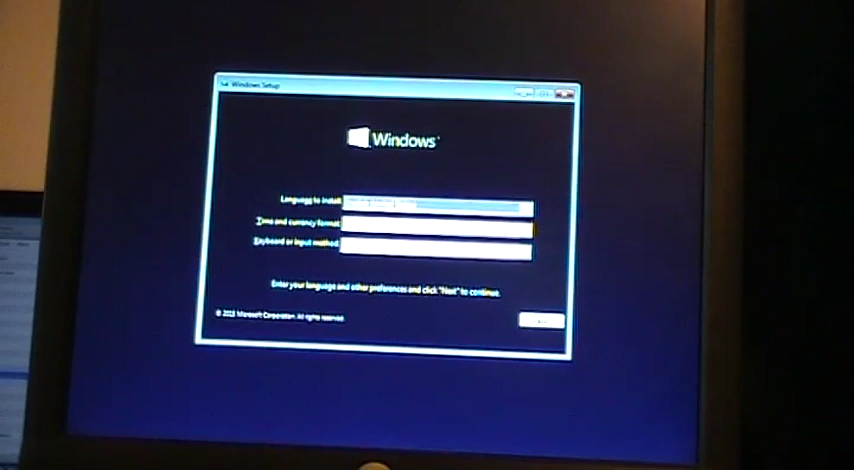 Windows Setup
Windows
Language to install:
Time and currency format:
Keyboard or input method:
Enter your language and other preferences and click "Next" to continue.
Microsoft Corporation. All rights reserved.